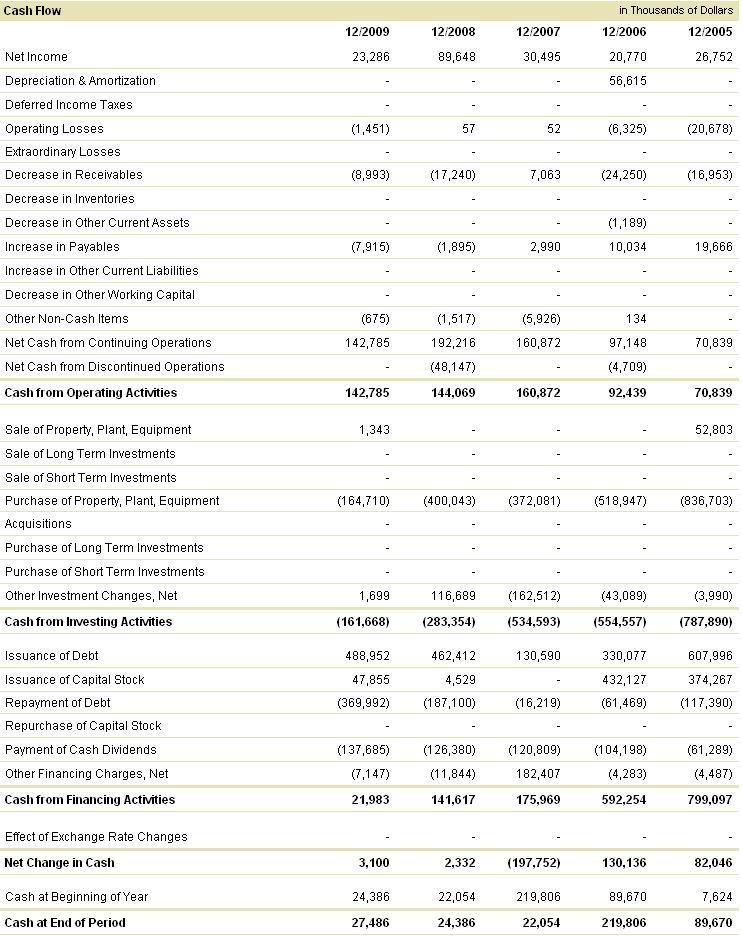 Cash Flow in Thousands of Dollars
12/2009 12/2008 12/2007 12/2006 12/2005
Net Income 23,286 89,648 30,495 20,770 26,752
Depreciation & Amortization - - - 56,615 -
Deferred Income Taxes - - - - -
Operating Losses (1,451) 57 52 (6,325) (20,678)
Extraordinary Losses - - - - -
Decrease in Receivables (8,993) (17,240) 7,063 (24,250) (16,953)
Decrease in Inventories - - - - -
Decrease in Other Current Assets - - - (1,189) -
Increase in Payables (7,915) (1,895) 2,990 10,034 19,666
Increase in Other Current Liabilities - - - - -
Decrease in Other Working Capital - - - - -
Other Non-Cash Items (675) (1,517) (5,926) 134 -
Net Cash from Continuing Operations 142,785 192,216 160,872 97,148 70,839
Net Cash from Discontinued Operations - (48,147) - (4,709) -
Cash from Operating Activities 142,785 144,069 160,872 92,439 70,839
Sale of Property, Plant, Equipment 1,343 - - - 52,803
Sale of Long Term Investments - - - - -
Sale of Short Term Investments - - - - -
Purchase of Property, Plant, Equipment (164,710) (400,043) (372,081) (518,947) (836,703)
Acquisitions - - - - -
Purchase of Long Term Investments - - - - -
Purchase of Short Term Investments - - - - -
Other Investment Changes, Net 1,699 116,689 (162,512) (43,089) (3,990)
Cash from Investing Activities (161,668) (283,354) (534,593) (554,557) (787,890)
Issuance of Debt 488,952 462,412 130,590 330,077 607,996
Issuance of Capital Stock 47,855 4,529 - 432,127 374,267
Repayment of Debt (369,992) (187,100) (16,219) (61,469) (117,390)
Repurchase of Capital Stock - - - - -
Payment of Cash Dividends (137,685) (126,380) (120,809) (104,198) (61,289)
Other Financing Charges, Net (7,147) (11,844) 182,407 (4,283) (4,487)
Cash from Financing Activities 21,983 141,617 175,969 592,254 799,097
Effect of Exchange Rate Changes - - - - -
Net Change in Cash 3,100 2,332 (197,752) 130,136 82,046
Cash at Beginning of Year 24,386 22,054 219,806 89,670 7,624
Cash at End of Period 27,486 24,386 22,054 219,806 89,670